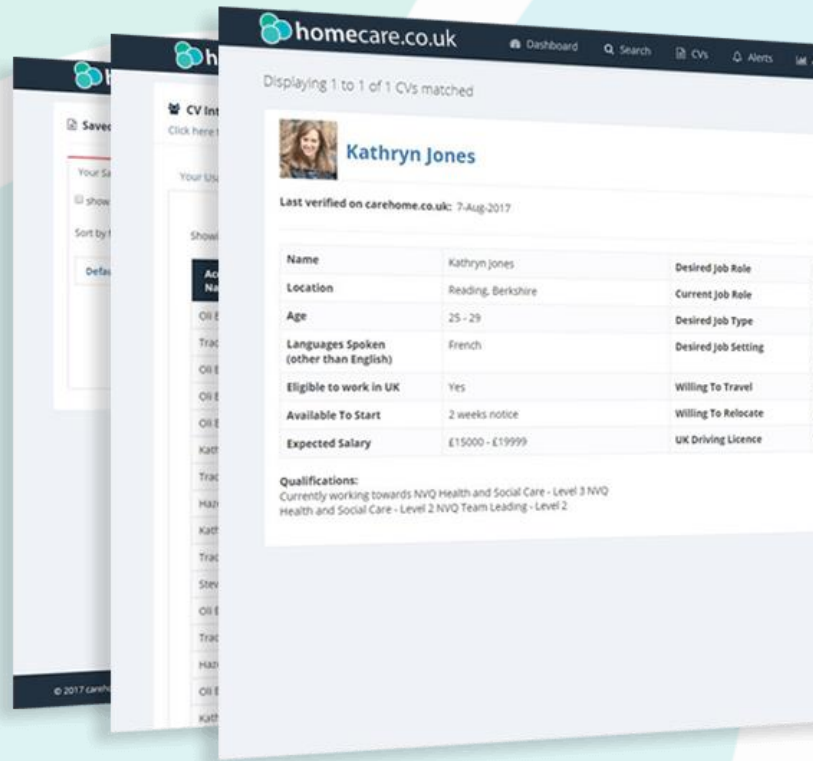 homecare.co.uk
Dashboard
Search
CVs
Alerts
Displaying 1 to 1 of 1 CVs matched
Kathryn Jones
Last verified on carehome.co.uk: 7-Aug-2017
Name Kathryn Jones Desired Job Role
Location Reading, Berkshire Current Job Role
Age 25 - 29 Desired Job Type
Languages Spoken French Desired Job Setting
(other than English)
Eligible to work in UK Yes Willing To Travel
Available To Start 2 weeks notice Willing To Relocate
Expected Salary £15000 - £19999 UK Driving Licence
Qualifications:
Currently working towards NVQ Health and Social Care - Level 3 NVQ
Health and Social Care - Level 2 NVQ Team Leading - Level 2
h
CV Int
Click here
Your Usa
Showi
Oli
Trac
Oli
Oli
Oli
Kath
Trac
Haz
Kath
Trac
Stev
Oli
Trac
Haz
Oli
Kath
Saved
Your Sa
show
Sort by
Defau
© 2017 careho